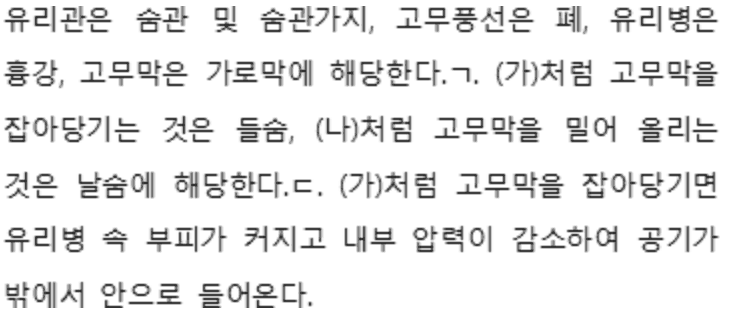 유리관은 숨관 및 숨관가지, 고무풍선은 폐, 유리병은
흉강, 고무막은 가로막에 해당한다.ㄱ. (가)처럼 고무막을
잡아당기는 것은 들숨, (나)처럼 고무막을 밀어 올리는
것은 날숨에 해당한다.ㄷ. (가)처럼 고무막을 잡아당기면
유리병 속 부피가 커지고 내부 압력이 감소하여 공기가
밖에서 안으로 들어온다.